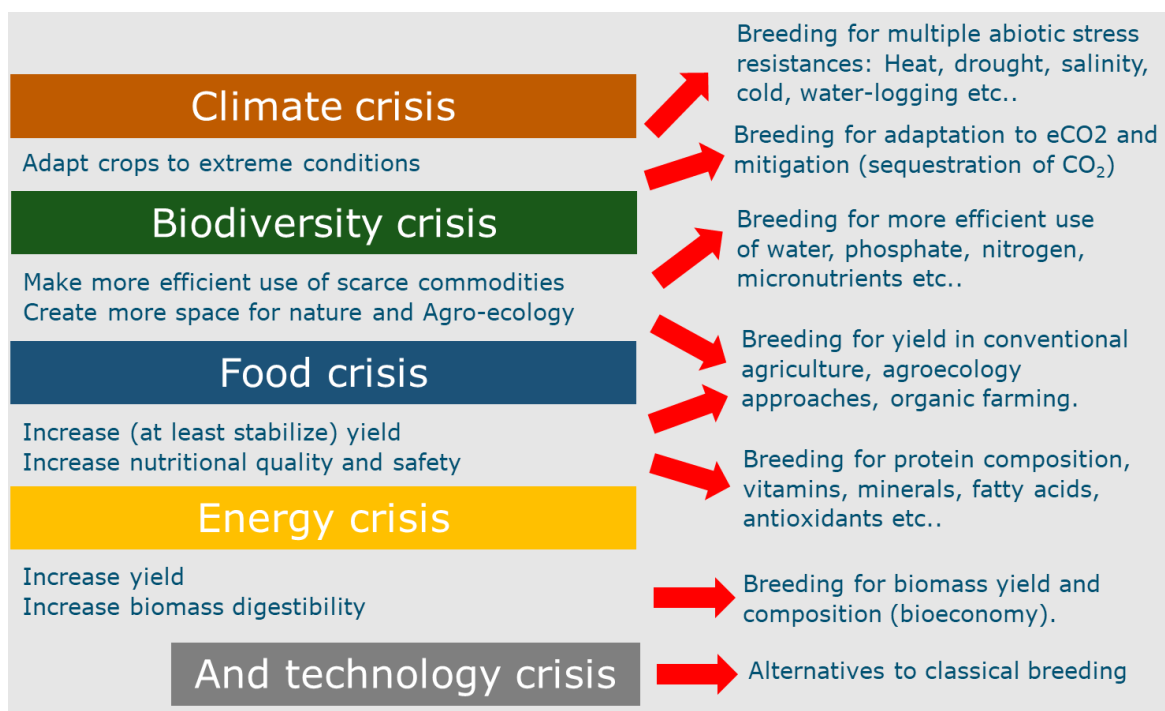 Climate crisis
Adapt crops to extreme conditions
Biodiversity crisis
Make more efficient use of scarce commodities
Create more space for nature and Agro-ecology
Food crisis
Increase (at least stabilize) yield
Increase nutritional quality and safety
Energy crisis
Increase yield
Increase biomass digestibility
And technology crisis
Breeding for multiple abiotic stress
resistances: Heat, drought, salinity,
cold, water-logging etc..
Breeding for adaptation to eCO2 and
mitigation (sequestration of CO₂)
Breeding for more efficient use
of water, phosphate, nitrogen,
micronutrients etc..
Breeding for yield in conventional
agriculture, agroecology
approaches, organic farming.
Breeding for protein composition,
vitamins, minerals, fatty acids,
antioxidants etc..
Breeding for biomass yield and
composition (bioeconomy).
Alternatives to classical breeding